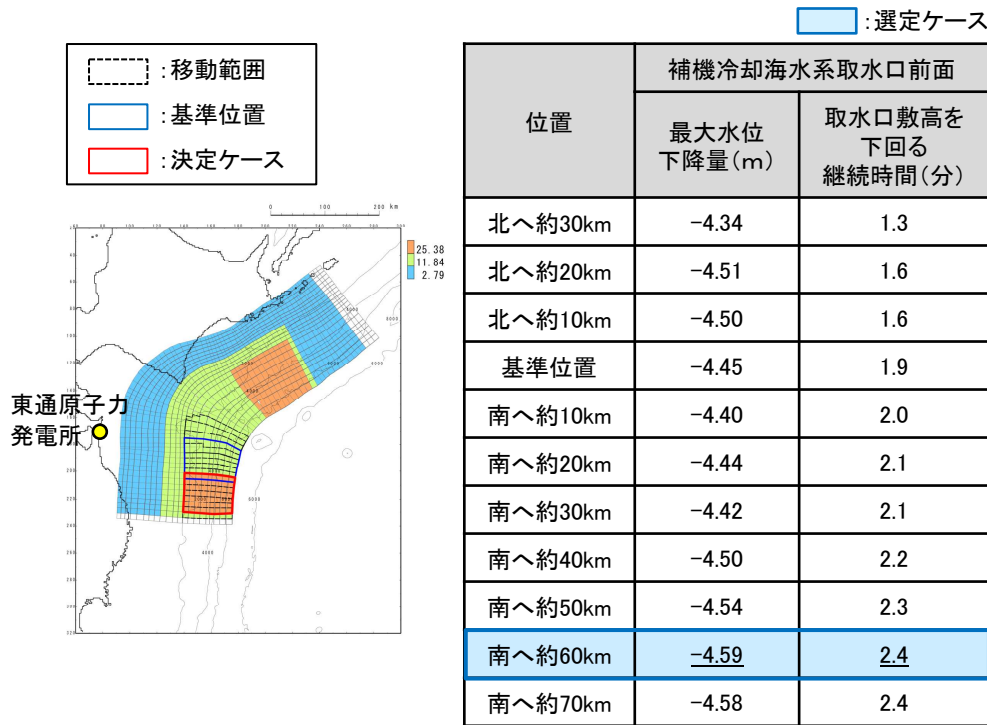 :選定ケース
:移動範囲
:基準位置
:決定ケース
0 100 200 km
25.38
11.84
2.79
東通原子力
発電所
位置
補機冷却海水系取水口前面
最大水位
下降量(m)
取水口敷高を
下回る
継続時間(分)
北へ約30km -4.34 1.3
北へ約20km -4.51 1.6
北へ約10km -4.50 1.6
基準位置 -4.45 1.9
南へ約10km -4.40 2.0
南へ約20km -4.44 2.1
南へ約30km -4.42 2.1
南へ約40km -4.50 2.2
南へ約50km -4.54 2.3
南へ約60km -4.59 2.4
南へ約70km -4.58 2.4